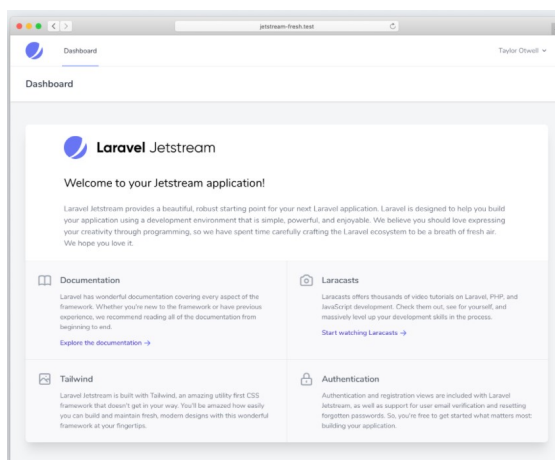 jetstream-fresh.test
Dashboard
Taylor Otwell
Dashboard
Laravel Jetstream
Welcome to your Jetstream application!
Laravel Jetstream provides a beautiful, robust starting point for your next Laravel application. Laravel is designed to help you build
your application using a development environment that is simple, powerful, and enjoyable. We believe you should love expressing
your creativity through programming, so we have spent time carefully crafting the Laravel ecosystem to be a breath of fresh air.
We hope you love it.
Documentation
Laravel has wonderful documentation covering every aspect of the
framework. Whether you're new to the framework or have previous
experience, we recommend reading all of the documentation from
beginning to end.
Explore the documentation →
Laracasts
Laracasts offers thousands of video tutorials on Laravel, PHP, and
JavaScript development. Check them out, see for yourself, and
massively level up your development skills in the process.
Start watching Laracasts →
Tailwind
Laravel Jetstream is built with Tailwind, an amazing utility first CSS
framework that doesn't get in your way. You'll be amazed how easily
you can build and maintain fresh, modern designs with this wonderful
framework at your fingertips.
Authentication
Authentication and registration views are included with Laravel
Jetstream, as well as support for user email verification and resetting
forgotten passwords. So, you're free to get started what matters most:
building your application.